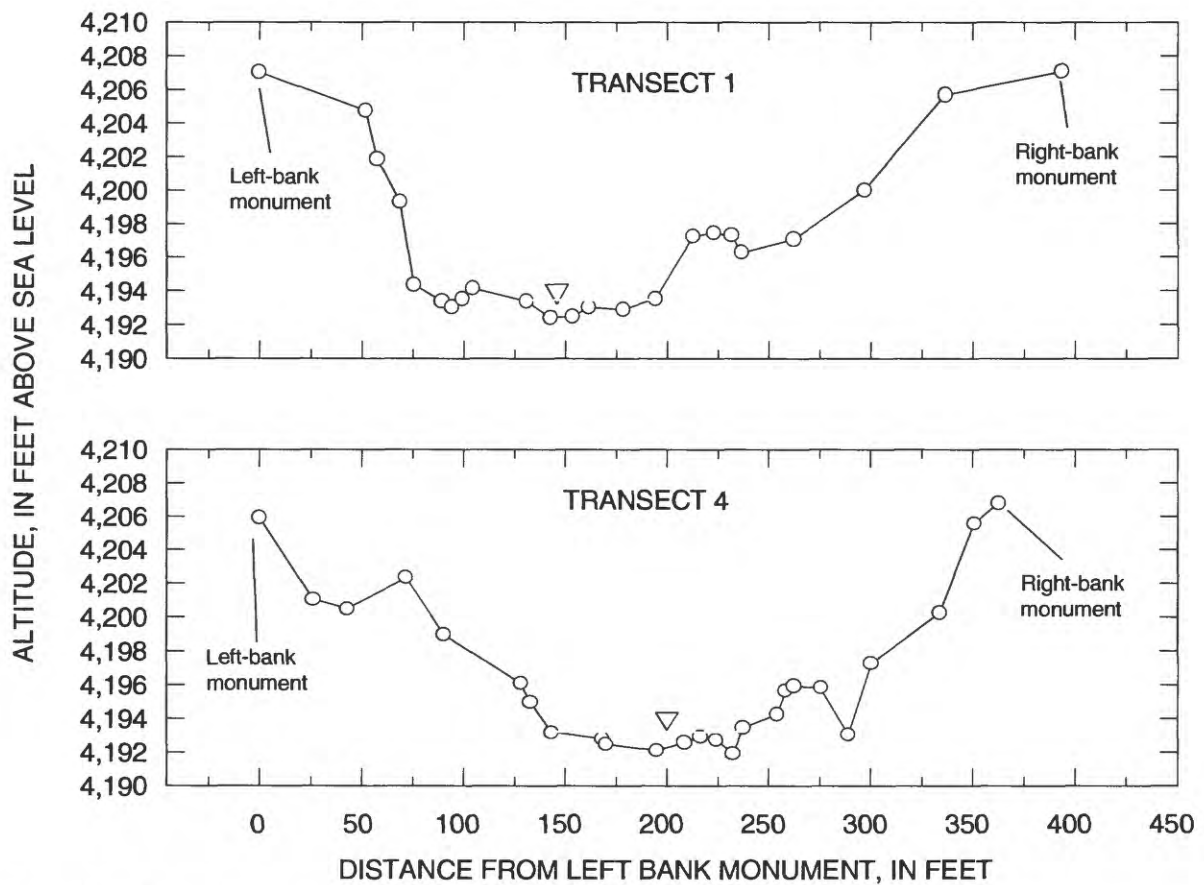 ALTITUDE, IN FEET ABOVE SEA LEVEL
4,210
4,208
4,206
4,204
4,202
4,200
4,198
4,196
4,194
4,192
4,190
TRANSECT 1
Left-bank
monument
Right-bank
monument
4,210
4,208
4,206
4,204
4,202
4,200
4,198
4,196
4,194
4,192
4,190
TRANSECT 4
Left-bank
monument
Right-bank
monument
0 50 100 150 200 250 300 350 400 450
DISTANCE FROM LEFT BANK MONUMENT, IN FEET